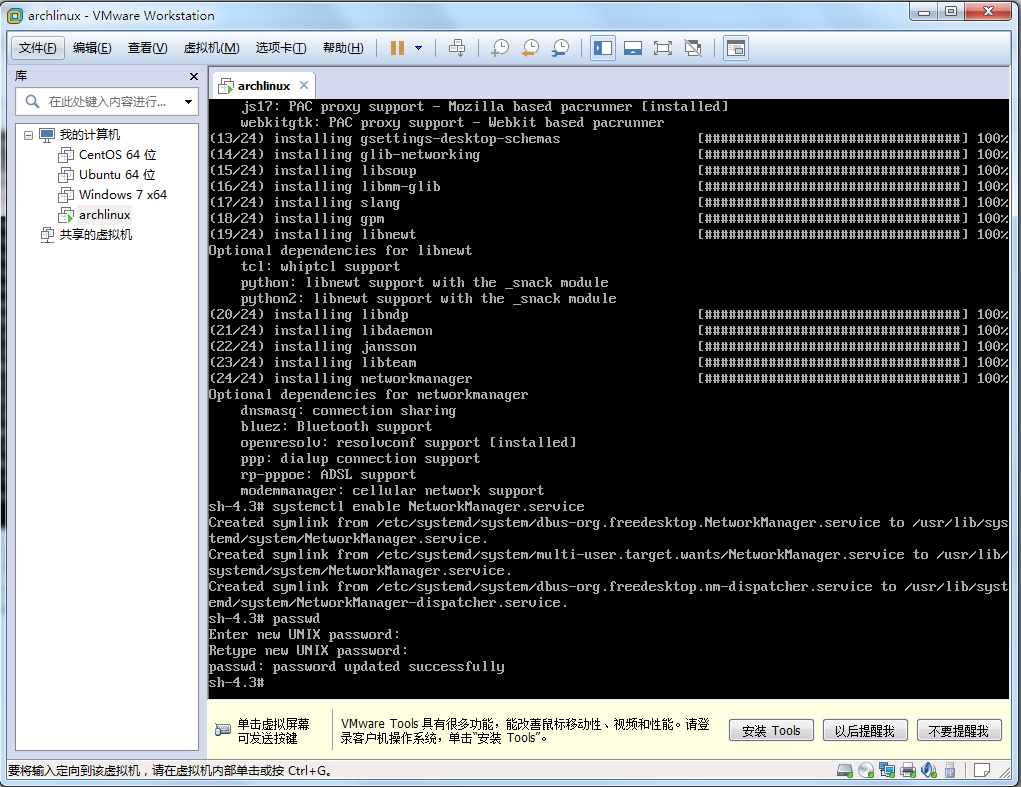 archlinux - VMware Workstation
文件(F) 编辑(E) 查看(V) 虚拟机(M) 选项卡(T) 帮助(H)
库
在此处键入内容进行...
我的计算机
CentOS 64 位
Ubuntu 64 位
Windows 7 x64
archlinux
共享的虚拟机
archlinux
    js17: PAC proxy support - Mozilla based pacrunner [installed]
    webkitgtk: PAC proxy support - Webkit based pacrunner
(13/24) installing gsettings-desktop-schemas [################################] 100%
(14/24) installing glib-networking [################################] 100%
(15/24) installing libsoup [################################] 100%
(16/24) installing libmm-glib [################################] 100%
(17/24) installing slang [################################] 100%
(18/24) installing gpm [################################] 100%
(19/24) installing libnewt [################################] 100%
Optional dependencies for libnewt
    tcl: whiptcl support
    python: libnewt support with the _snack module
    python2: libnewt support with the _snack module
(20/24) installing libndp [################################] 100%
(21/24) installing libdaemon [################################] 100%
(22/24) installing jansson [################################] 100%
(23/24) installing libteam [################################] 100%
(24/24) installing networkmanager [################################] 100%
Optional dependencies for networkmanager
    dnsmasq: connection sharing
    bluez: Bluetooth support
    openresolv: resolvconf support [installed]
    ppp: dialup connection support
    rp-pppoe: ADSL support
    modemmanager: cellular network support
sh-4.3# systemctl enable NetworkManager.service
Created symlink from /etc/systemd/system/dbus-org.freedesktop.NetworkManager.service to /usr/lib/sys
temd/system/NetworkManager.service.
Created symlink from /etc/systemd/system/multi-user.target.wants/NetworkManager.service to /usr/lib/
systemd/system/NetworkManager.service.
Created symlink from /etc/systemd/system/dbus-org.freedesktop.nm-dispatcher.service to /usr/lib/syst
emd/system/NetworkManager-dispatcher.service.
sh-4.3# passwd
Enter new UNIX password:
Retype new UNIX password:
passwd: password updated successfully
sh-4.3#
单击虚拟屏幕
可发送按键
VMware Tools 具有很多功能，能改善鼠标移动性、视频和性能。请登
录客户机操作系统，单击“安装 Tools”。
安装 Tools 以后提醒我 不要提醒我
要将输入定向到该虚拟机，请在虚拟机内部单击或按 Ctrl+G。